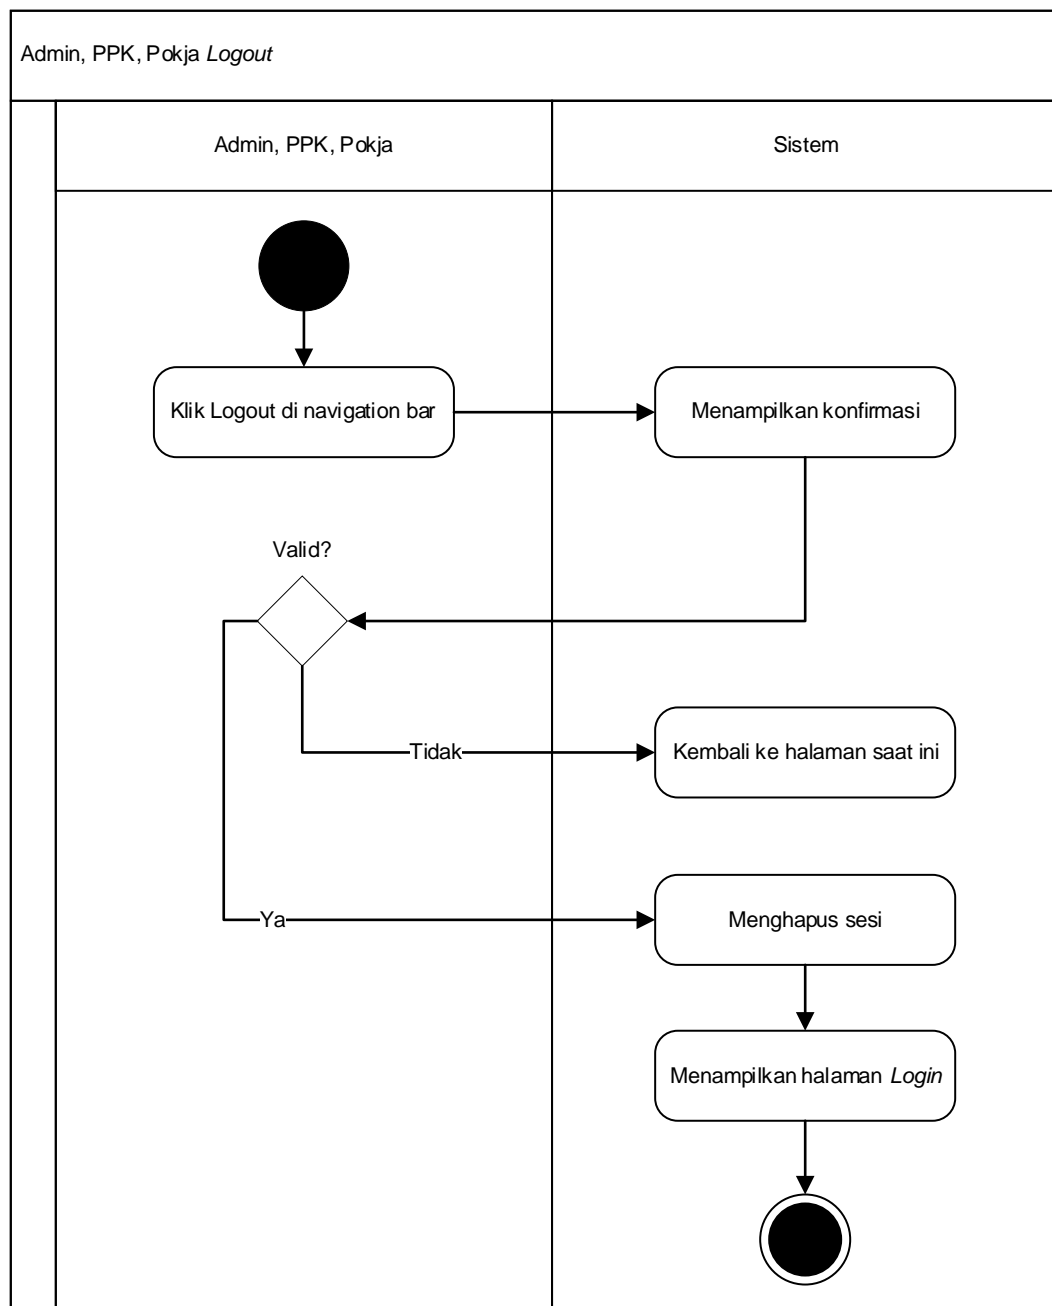 Admin, PPK, Pokja Logout
Admin, PPK, Pokja
Sistem
Klik Logout di navigation bar
Menampilkan konfirmasi
Valid?
Tidak
Kembali ke halaman saat ini
Ya
Menghapus sesi
Menampilkan halaman Login